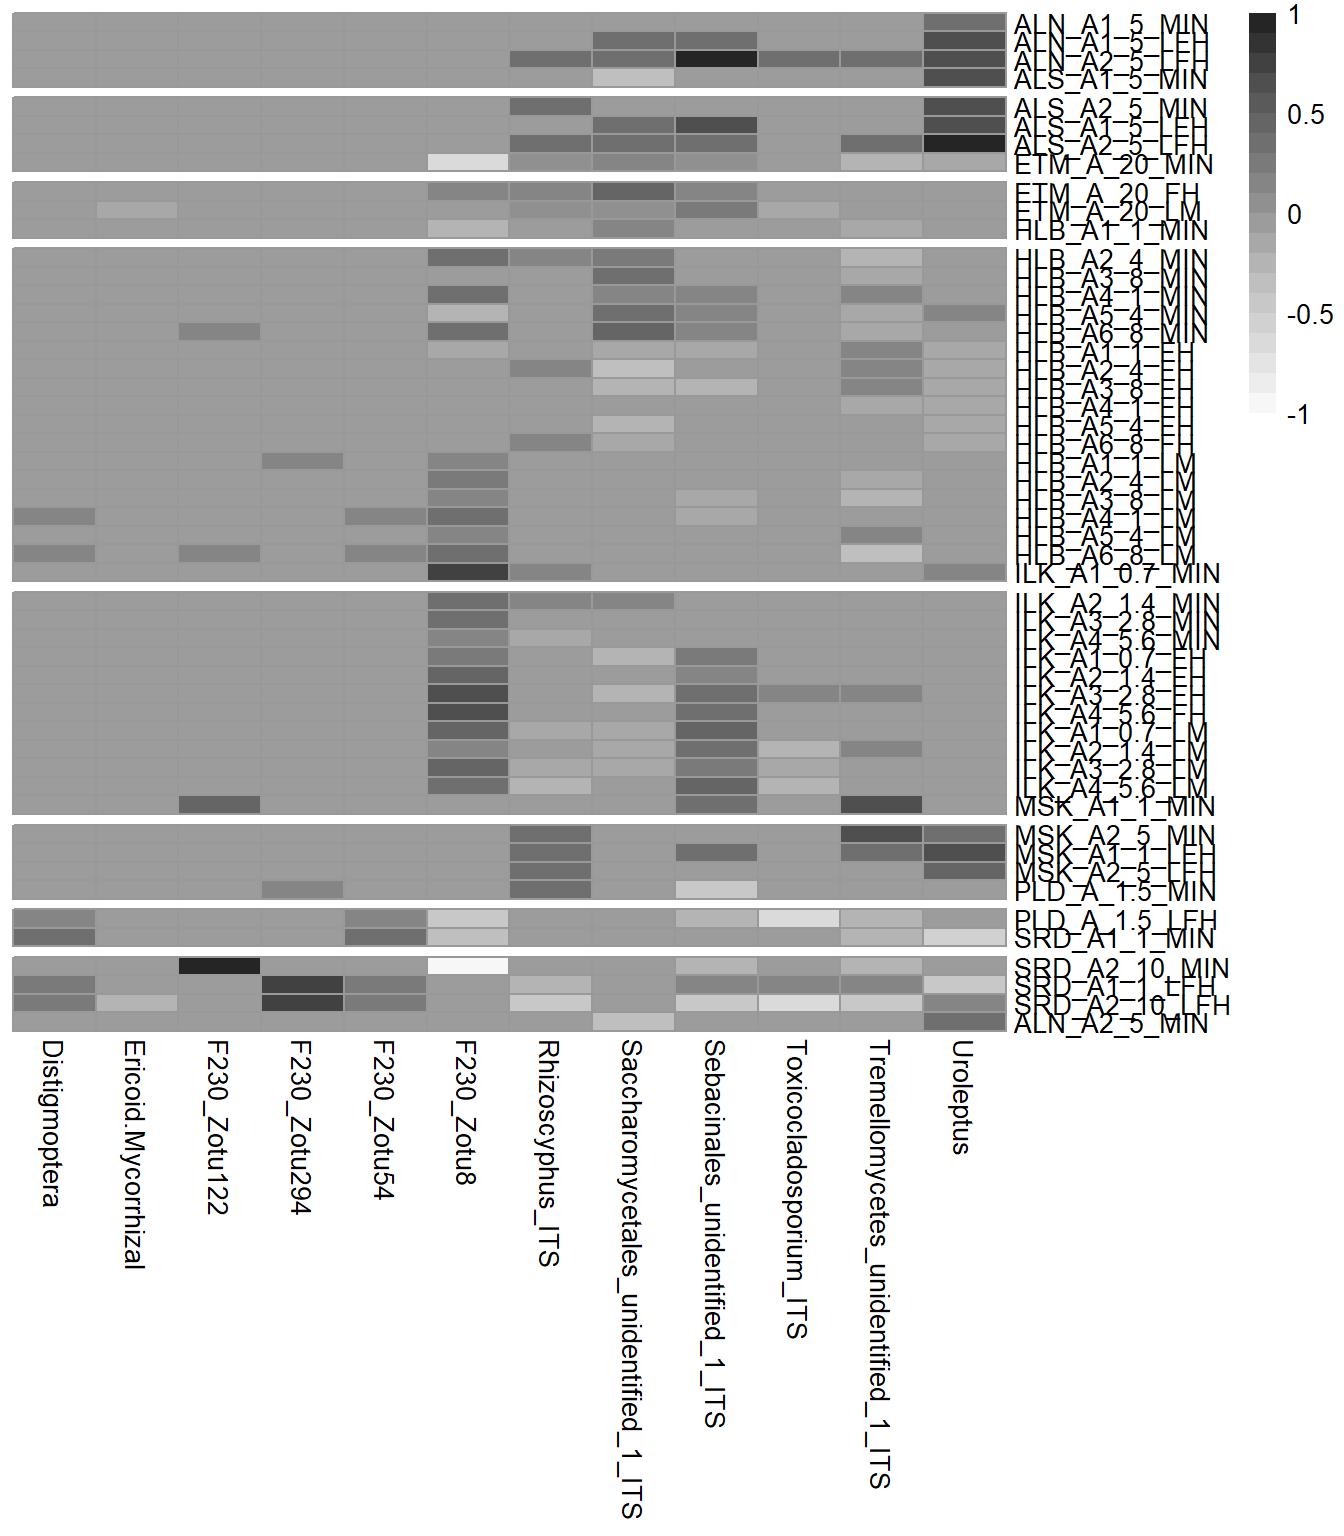 ALN_A1_5_MIN
ALN_A1_5_LFH
ALN_A2_5_LFH
ALS_A1_5_MIN
ALS_A2_5_MIN
ALS_A1_5_LFH
ALS_A2_5_LFH
ETM_A_20_MIN
ETM_A_20_FH
ETM_A_20_LM
HLB_A1_1_MIN
HLB_A2_4_MIN
HLB_A3_8_MIN
HLB_A4_1_MIN
HLB_A5_4_MIN
HLB_A6_8_MIN
HLB_A1_1_FH
HLB_A2_4_FH
HLB_A3_8_FH
HLB_A4_1_FH
HLB_A5_4_FH
HLB_A6_8_FH
HLB_A1_1_LM
HLB_A2_4_LM
HLB_A3_8_LM
HLB_A4_1_LM
HLB_A5_4_LM
HLB_A6_8_LM
ILK_A1_0.7_MIN
ILK_A2_1.4_MIN
ILK_A3_2.8_MIN
ILK_A4_5.6_MIN
ILK_A1_0.7_FH
ILK_A2_1.4_FH
ILK_A3_2.8_FH
ILK_A4_5.6_FH
ILK_A1_0.7_LM
ILK_A2_1.4_LM
ILK_A3_2.8_LM
ILK_A4_5.6_LM
MSK_A1_1_MIN
MSK_A2_5_MIN
MSK_A1_1_LFH
MSK_A2_5_LFH
PLD_A_1.5_MIN
PLD_A_1.5_LFH
SRD_A1_1_MIN
SRD_A2_10_MIN
SRD_A1_1_LFH
SRD_A2_10_LFH
ALN_A2_5_MIN
1
0.5
0
-0.5
-1
Distigmoptera
Ericoid.Mycorrhizal
F230_Zotu122
F230_Zotu294
F230_Zotu54
F230_Zotu8
Rhizoscyphus_ITS
Saccharomycetales_unidentified_1_ITS
Sebacinales_unidentified_1_ITS
Toxicocladosporium_ITS
Tremellomycetes_unidentified_1_ITS
Uroleptus